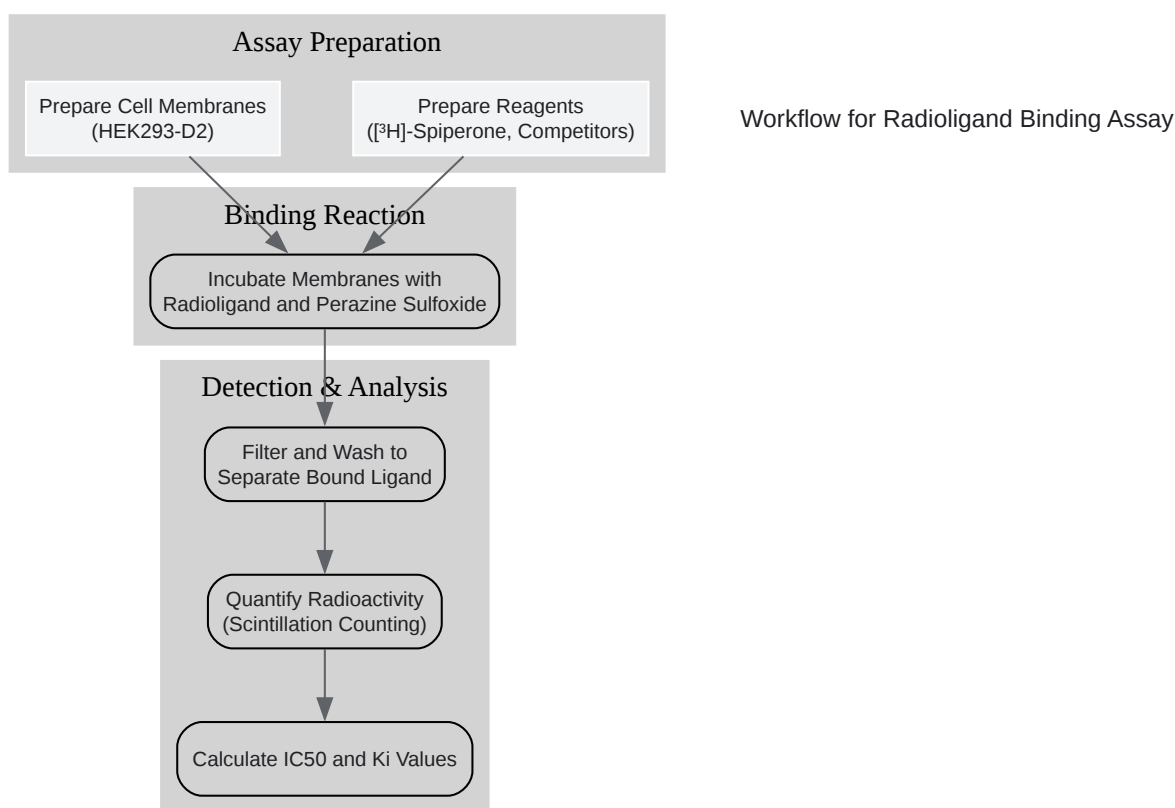 Assay Preparation
Prepare Cell Membranes
(HEK293-D2)
Prepare Reagents
([³H]-Spiperone, Competitors)
Workflow for Radioligand Binding Assay
Binding Reaction
Incubate Membranes with
Radioligand and Perazine Sulfoxide
Detection & Analysis
Filter and Wash to
Separate Bound Ligand
Quantify Radioactivity
(Scintillation Counting)
Calculate IC50 and Ki Values